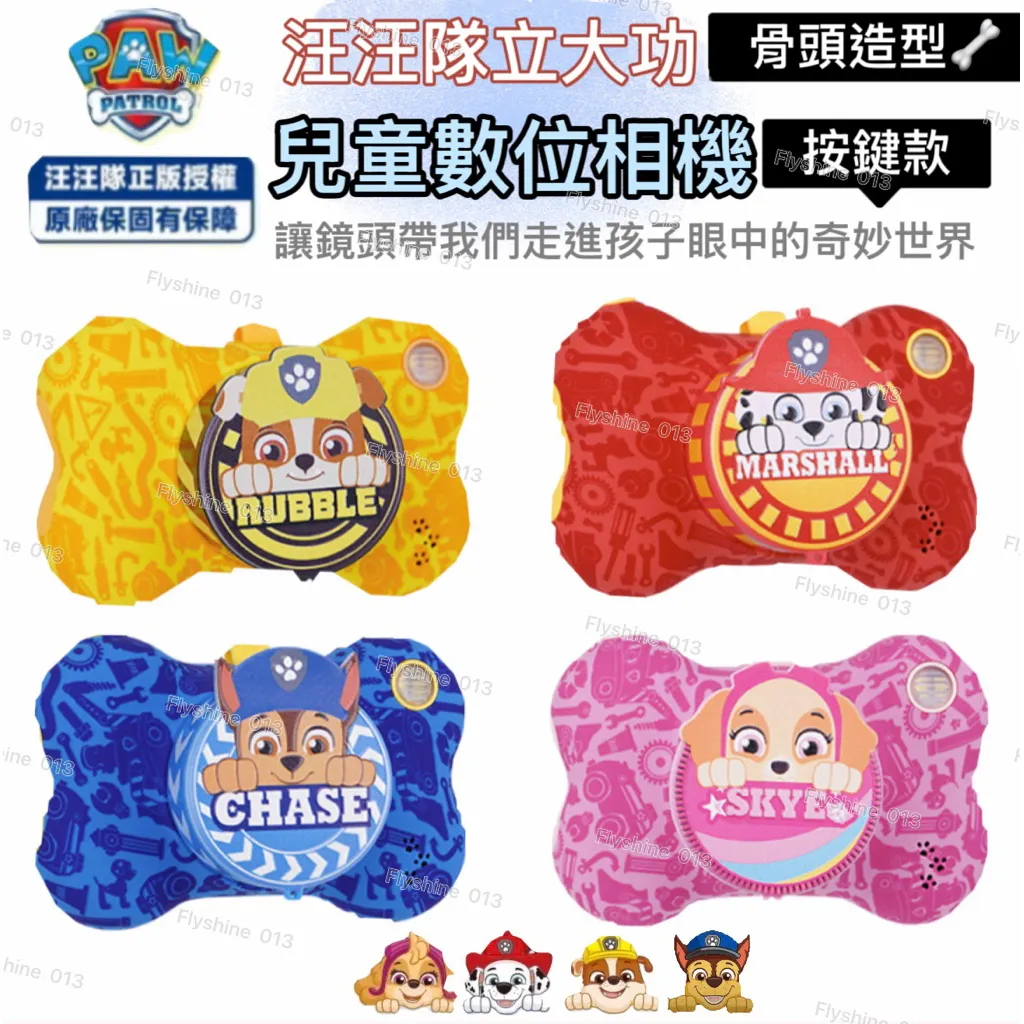 PAW
PATROL
汪汪隊立大功
骨頭造型
兒童數位相機
按鍵款
汪汪隊正版授權
原廠保固有保障
讓鏡頭帶我們走進孩子眼中的奇妙世界
RUBBLE
MARSHALL
CHASE
SKYE
Flyshine 013